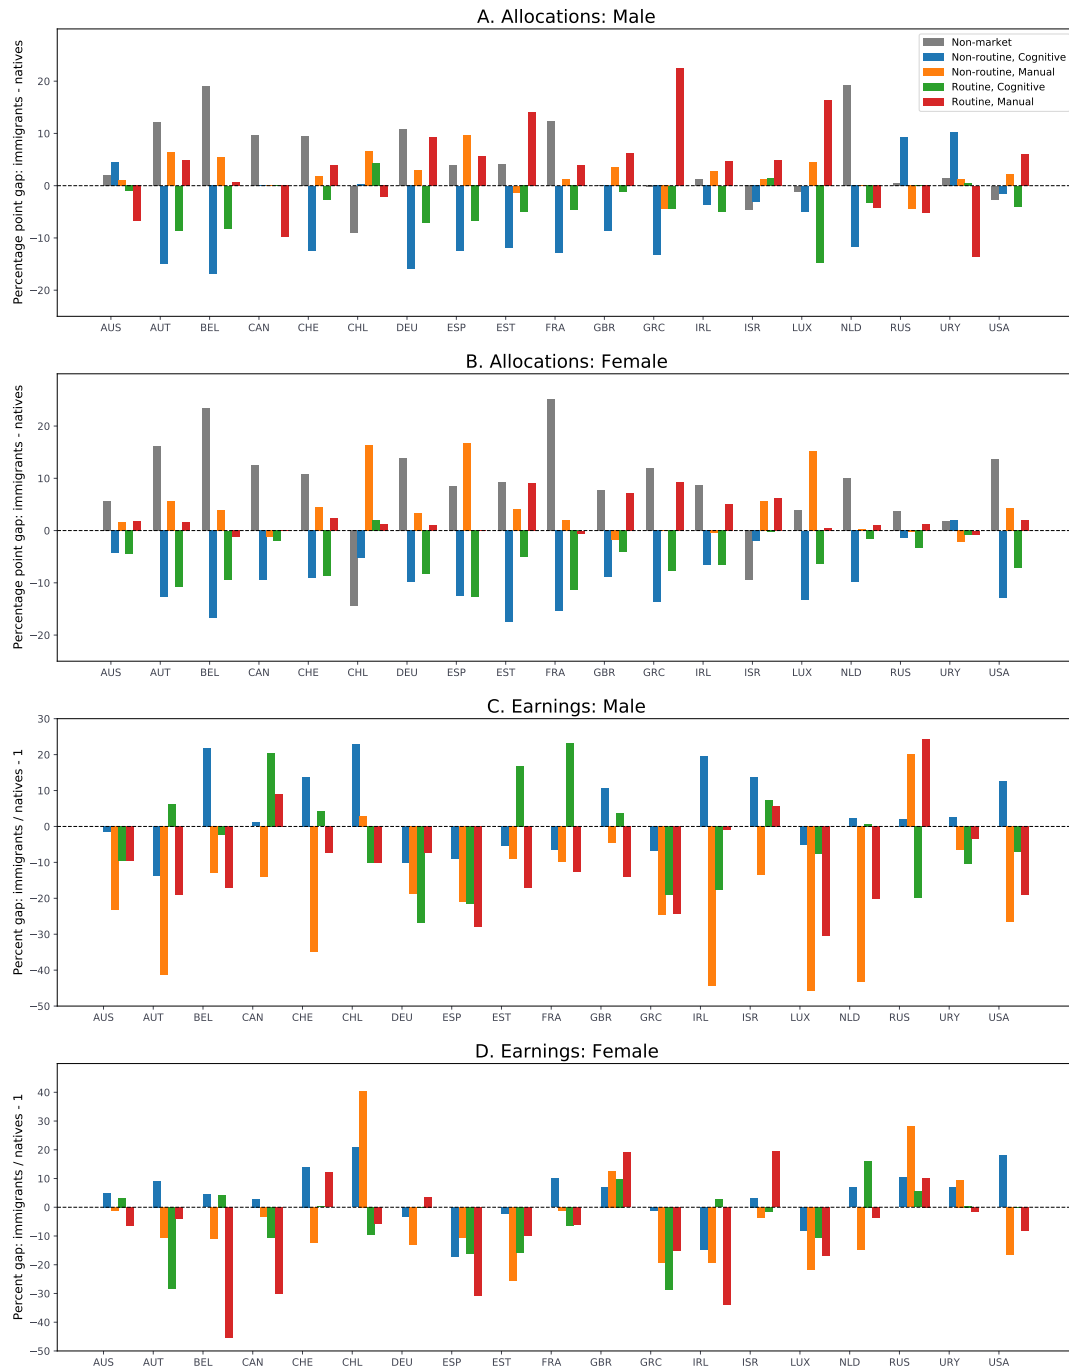 A. Allocations: Male
Percentage point gap: immigrants - natives
20
10
0
−10
−20
Non-market
Non-routine, Cognitive
Non-routine, Manual
Routine, Cognitive
Routine, Manual
AUS AUT BEL CAN CHE CHL DEU ESP EST FRA GBR GRC IRL ISR LUX NLD RUS URY USA
B. Allocations: Female
Percentage point gap: immigrants - natives
20
10
0
−10
−20
AUS AUT BEL CAN CHE CHL DEU ESP EST FRA GBR GRC IRL ISR LUX NLD RUS URY USA
C. Earnings: Male
Percent gap: immigrants / natives - 1
30
20
10
0
−10
−20
−30
−40
−50
AUS AUT BEL CAN CHE CHL DEU ESP EST FRA GBR GRC IRL ISR LUX NLD RUS URY USA
D. Earnings: Female
Percent gap: immigrants / natives - 1
40
30
20
10
0
−10
−20
−30
−40
−50
AUS AUT BEL CAN CHE CHL DEU ESP EST FRA GBR GRC IRL ISR LUX NLD RUS URY USA